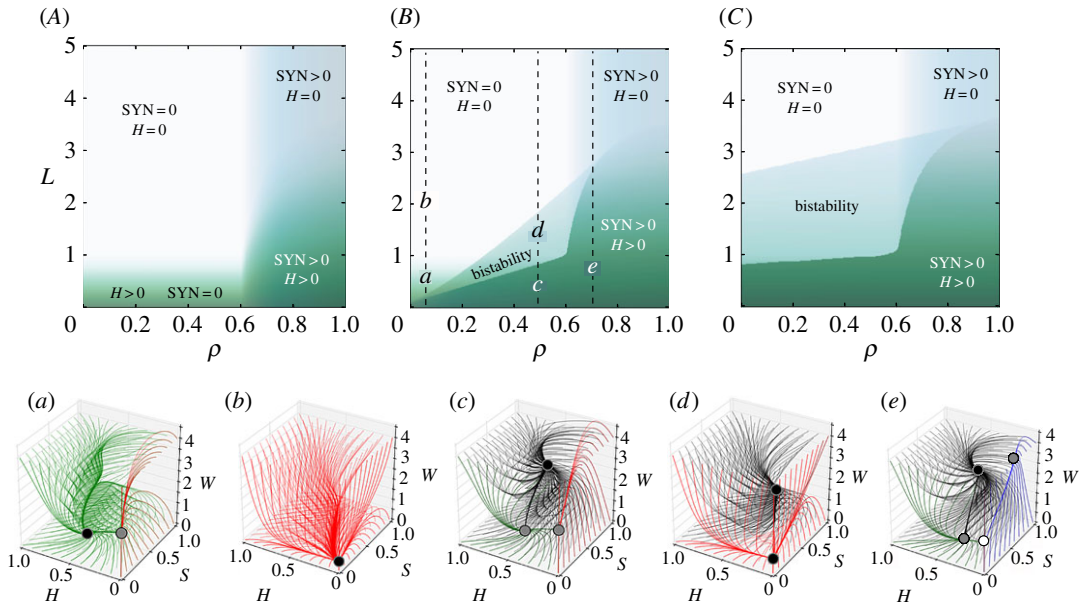 (A) (B) (C)
5 5 5
SYN > 0 SYN > 0 SYN > 0
H = 0 H = 0 H = 0
SYN = 0 SYN = 0 SYN = 0
H = 0 H = 0 H = 0
4 4 4
3 3 3
L
2 b 2 bistability
d
SYN > 0
H > 0
1 1 1
SYN > 0 bistability SYN > 0
H > 0 a c e H > 0
H > 0 SYN = 0
0 0.2 0.4 0.6 0.8 1.0 0 0.2 0.4 0.6 0.8 1.0 0 0.2 0.4 0.6 0.8 1.0
ρ ρ ρ
(a) (b) (c) (d) (e)
4 3 2 1 0 W 4 3 2 1 0 W 4 3 2 1 0 W 4 3 2 1 0 W 4 3 2 1 0 W
1.0 0.5 0 H 1.0 0.5 0 H 1.0 0.5 0 H 1.0 0.5 0 H 1.0 0.5 0 H
1.0 0.5 0 S 1.0 0.5 0 S 1.0 0.5 0 S 1.0 0.5 0 S 1.0 0.5 0 S